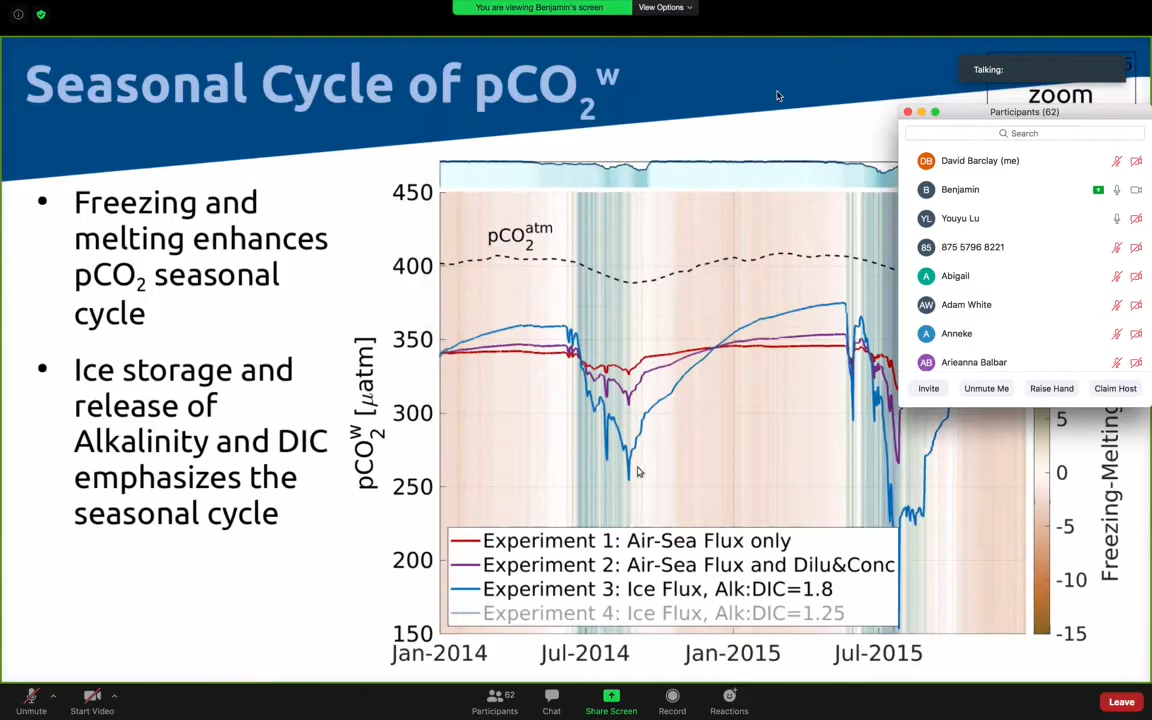 You are viewing Benjamin's screen
View Options
Seasonal Cycle of pCO₂ʷ
Talking:
zoom
Participants (62)
Search
DB David Barclay (me)
B Benjamin
YL Youyu Lu
85 875 5796 8221
A Abigail
AW Adam White
A Anneke
AB Arieanna Balbar
Invite
Unmute Me
Raise Hand
Claim Host
• Freezing and
melting enhances
pCO₂ seasonal
cycle
• Ice storage and
release of
Alkalinity and DIC
emphasizes the
seasonal cycle
pCO₂ʷ [μatm]
450
400
350
300
250
200
150
pCO₂ᵃᵗᵐ
Experiment 1: Air-Sea Flux only
Experiment 2: Air-Sea Flux and Dilu&Conc
Experiment 3: Ice Flux, Alk:DIC=1.8
Experiment 4: Ice Flux, Alk:DIC=1.25
Jan-2014
Jul-2014
Jan-2015
Jul-2015
5
0
-5
-10
-15
Freezing-Melting
Unmute
Start Video
62
Participants
Chat
Share Screen
Record
Reactions
Leave